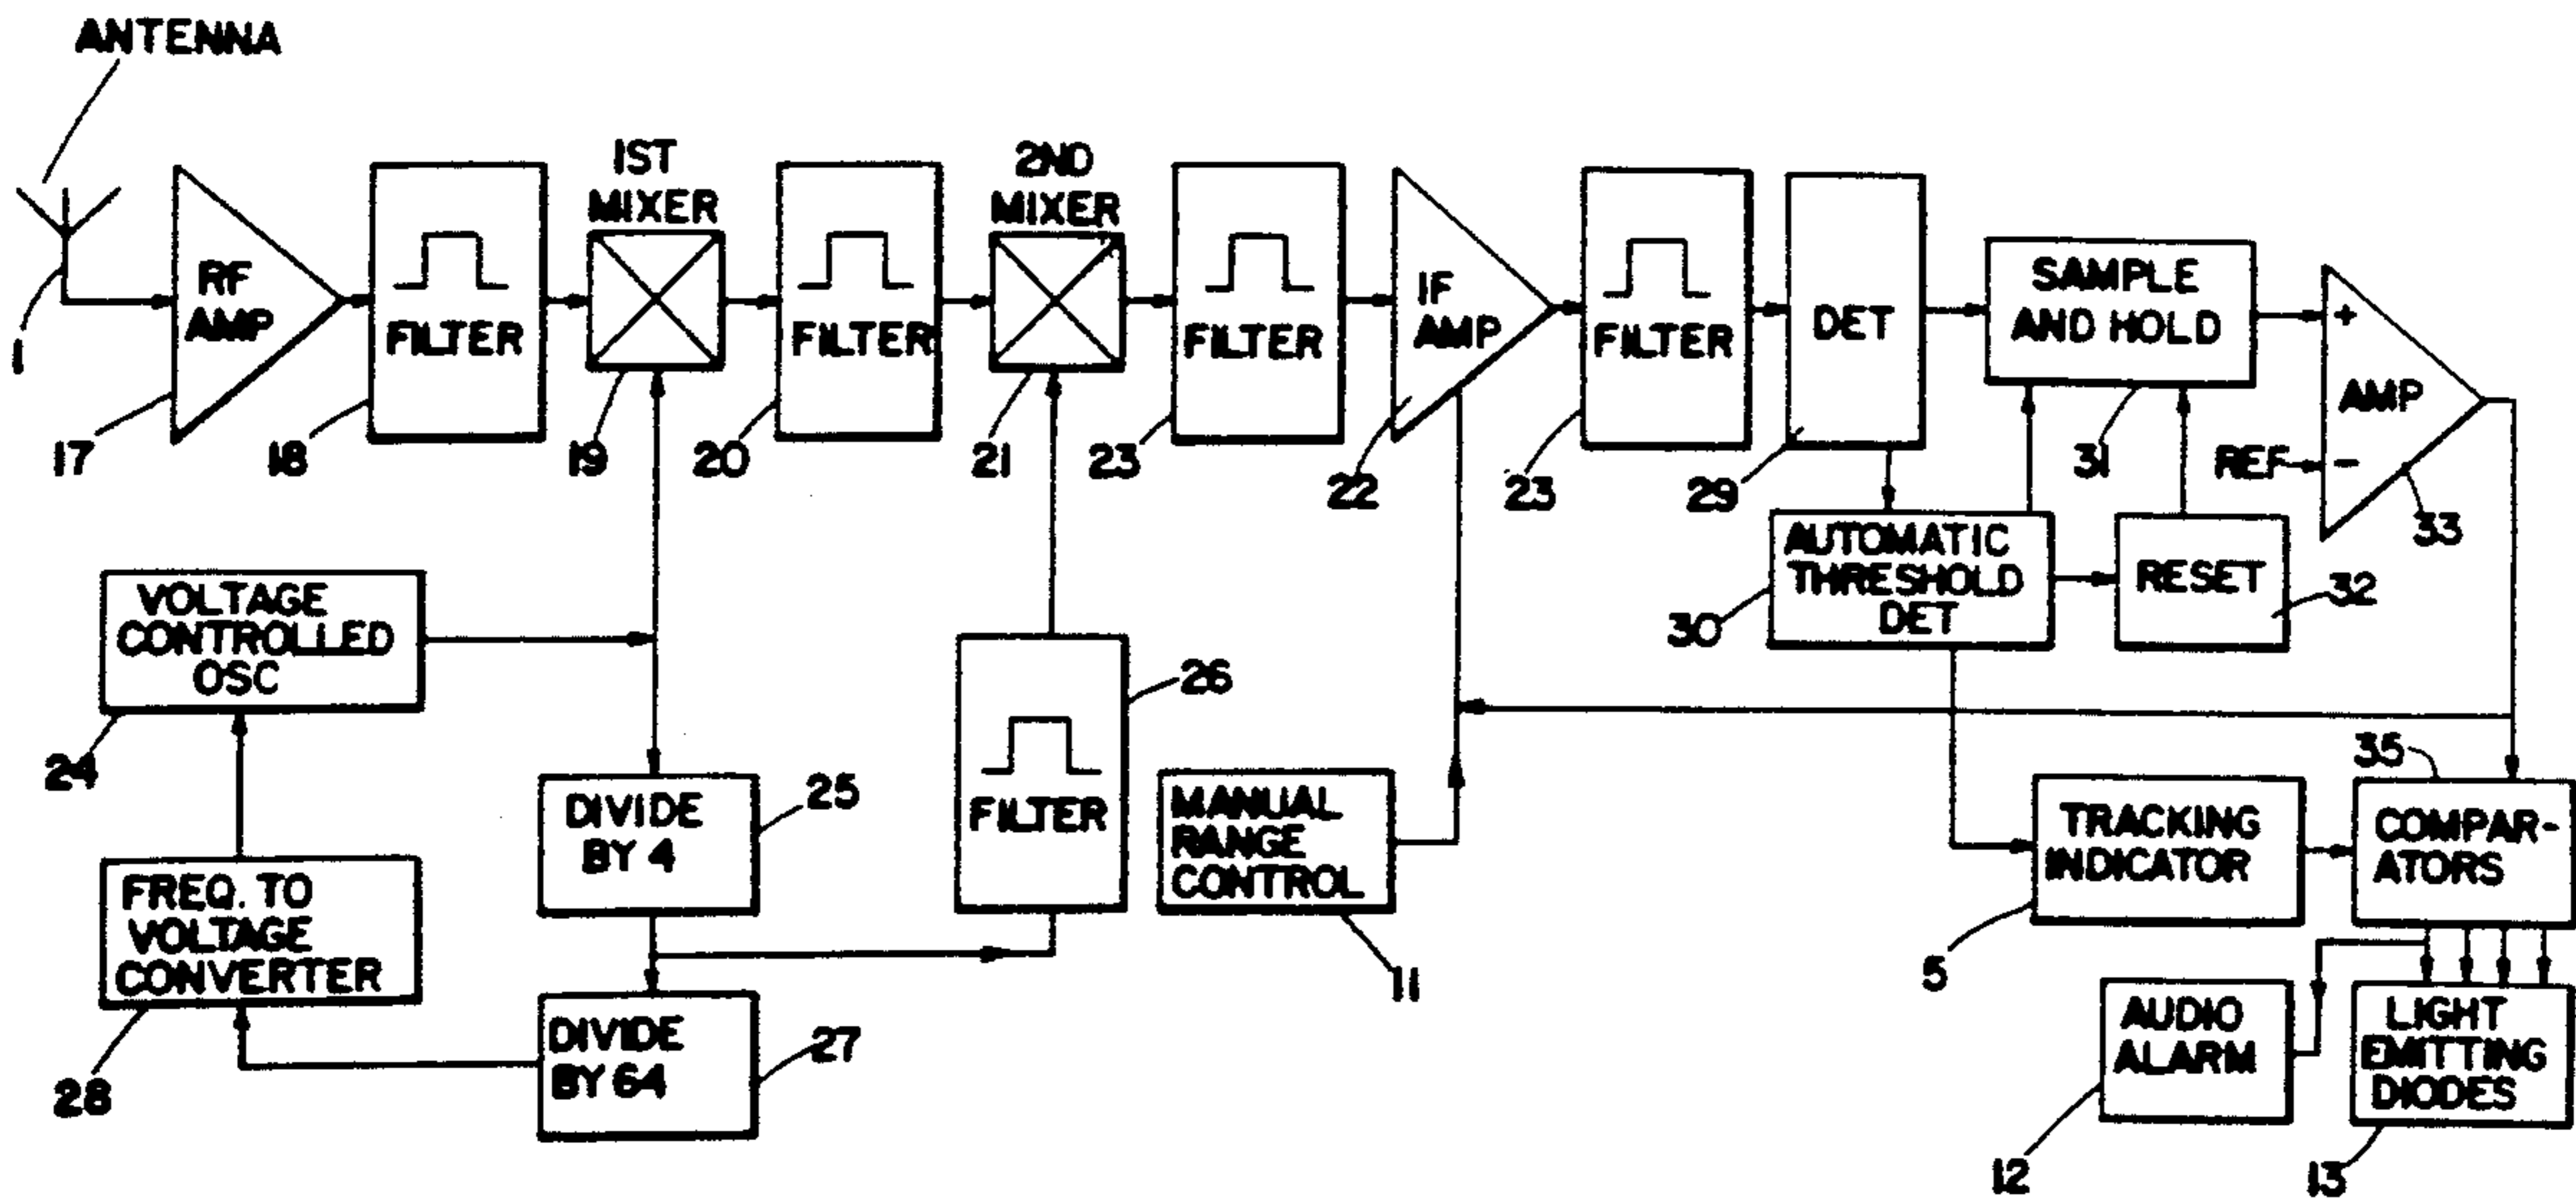 ANTENNA
1
RF
AMP
17
FILTER
18
1ST
MIXER
19
FILTER
20
2ND
MIXER
21
FILTER
23
IF
AMP
22
FILTER
23
DET
29
SAMPLE
AND HOLD
31
+
AMP
REF
-
33
AUTOMATIC
THRESHOLD
DET
30
RESET
32
VOLTAGE
CONTROLLED
OSC
24
DIVIDE
BY 4
25
FILTER
26
MANUAL
RANGE
CONTROL
11
TRACKING
INDICATOR
5
35
COMPAR-
ATORS
FREQ. TO
VOLTAGE
CONVERTER
28
DIVIDE
BY 64
27
AUDIO
ALARM
12
LIGHT
EMITTING
DIODES
13